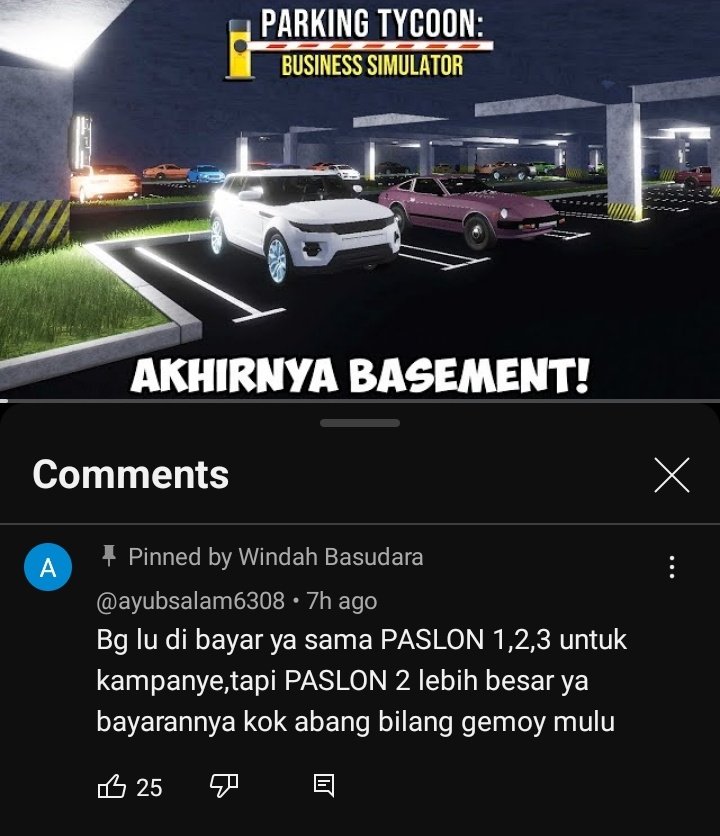 PARKING TYCOON:
BUSINESS SIMULATOR
AKHIRNYA BASEMENT!
Comments
A
Pinned by Windah Basudara
@ayubsalam6308 • 7h ago
Bg lu di bayar ya sama PASLON 1,2,3 untuk
kampanye,tapi PASLON 2 lebih besar ya
bayarannya kok abang bilang gemoy mulu
25